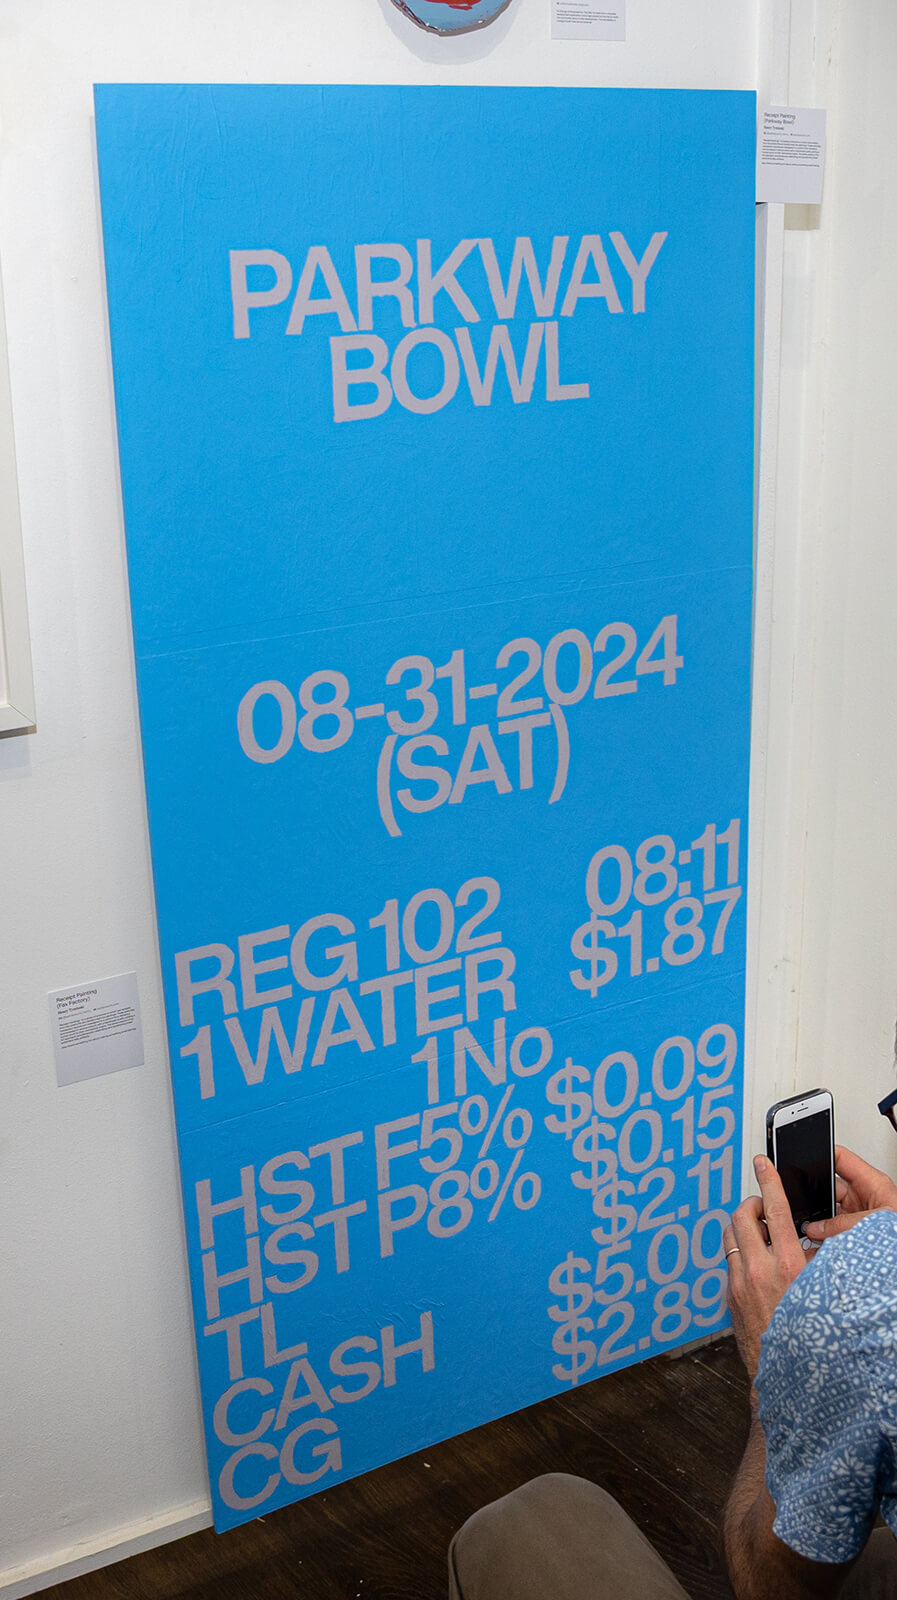 Receipt Painting
(Parkway Bowl)
PARKWAY
BOWL
08-31-2024
(SAT)
REG 102 08:11
1 WATER $1.87
1No
HST F5% $0.09
HST P8% $0.15
TL $2.11
CASH $5.00
CG $2.89
Receipt Painting
(Fax Factory)